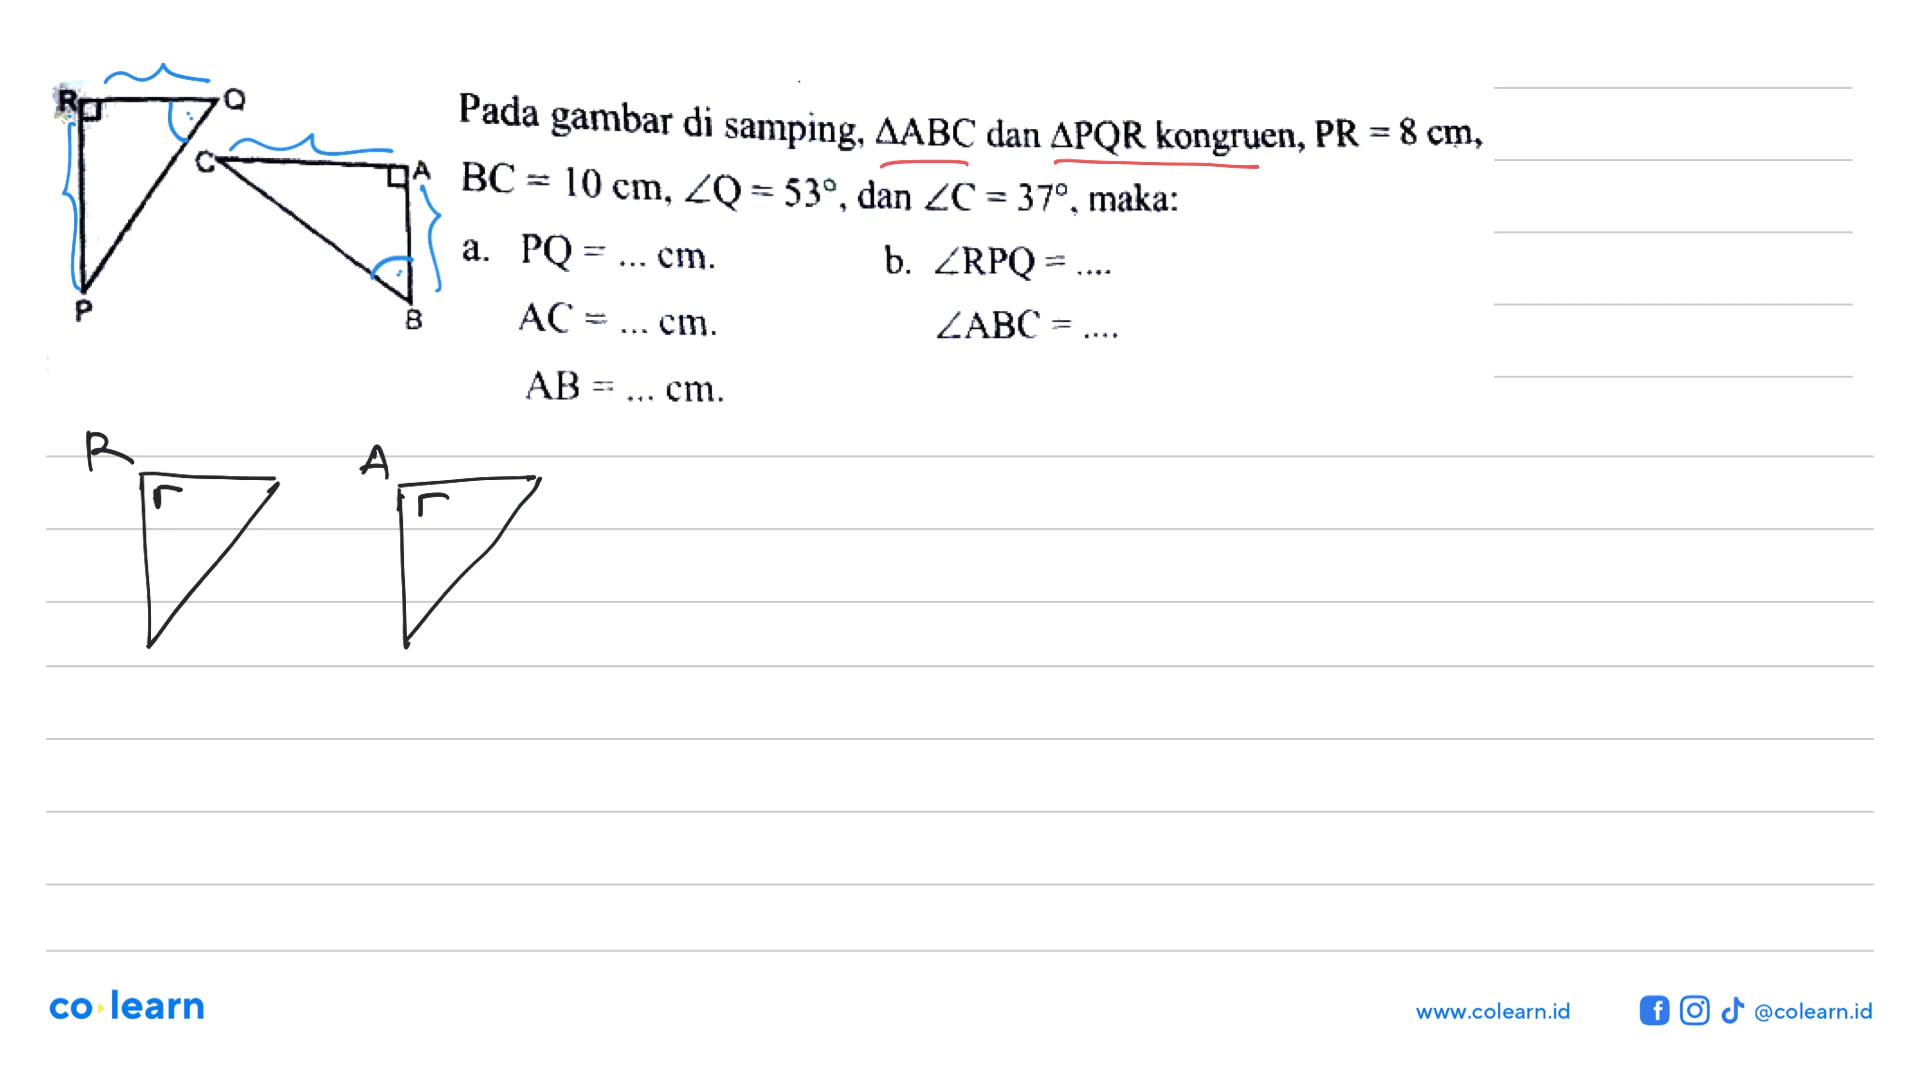 R
Q
C
A
P
B
Pada gambar di samping, ΔABC dan ΔPQR kongruen, PR = 8 cm,
BC = 10 cm, ∠Q = 53°, dan ∠C = 37°, maka:
a. PQ = ... cm. b. ∠RPQ = ....
AC = ... cm. ∠ABC = ....
AB = ... cm.
R
A
co learn
www.colearn.id
@colearn.id